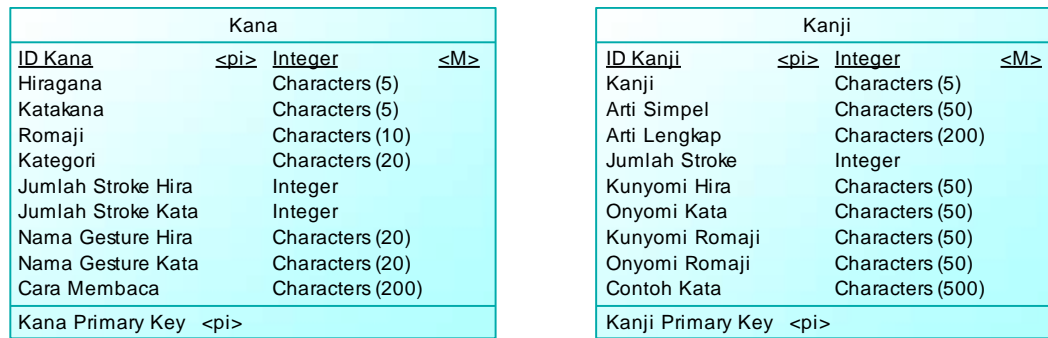 Kana
ID Kana <pi> Integer <M>
Hiragana Characters (5)
Katakana Characters (5)
Romaji Characters (10)
Kategori Characters (20)
Jumlah Stroke Hira Integer
Jumlah Stroke Kata Integer
Nama Gesture Hira Characters (20)
Nama Gesture Kata Characters (20)
Cara Membaca Characters (200)
Kana Primary Key <pi>
Kanji
ID Kanji <pi> Integer <M>
Kanji Characters (5)
Arti Simpel Characters (50)
Arti Lengkap Characters (200)
Jumlah Stroke Integer
Kunyomi Hira Characters (50)
Onyomi Kata Characters (50)
Kunyomi Romaji Characters (50)
Onyomi Romaji Characters (50)
Contoh Kata Characters (500)
Kanji Primary Key <pi>